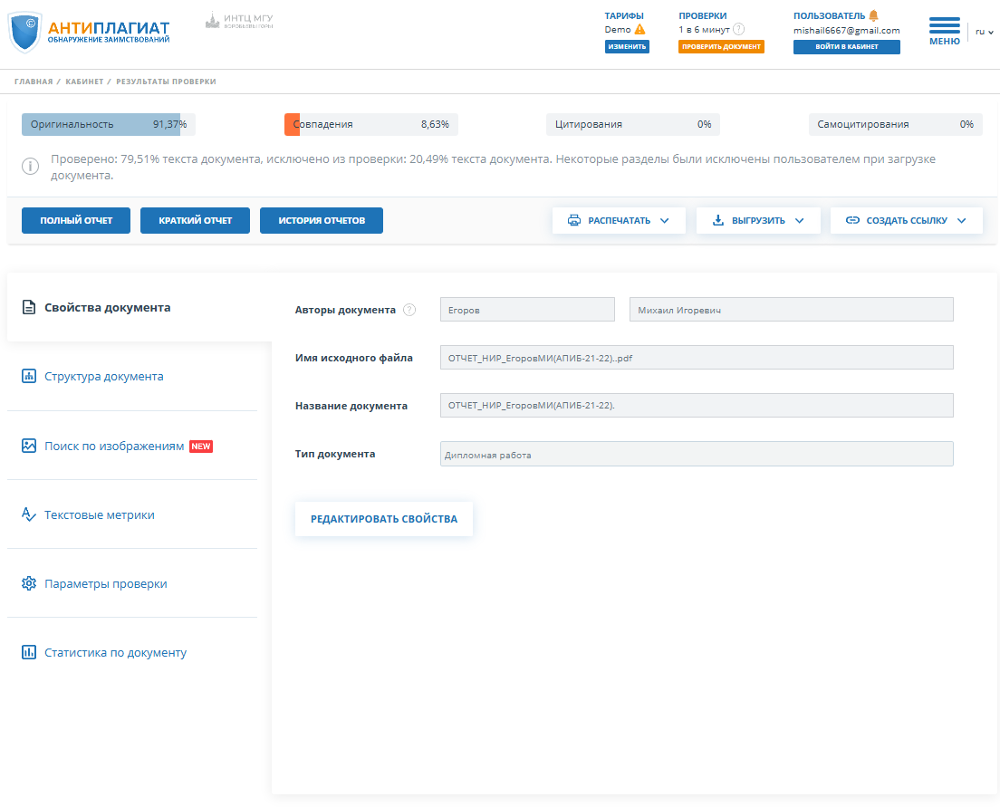 АНТИПЛАГИАТ
ОБНАРУЖЕНИЕ ЗАИМСТВОВАНИЙ
ИНТЦ МГУ
ВОРОБЬЕВЫ ГОРЫ
ТАРИФЫ
Demo
ИЗМЕНИТЬ
ПРОВЕРКИ
1 в 6 минут ?
ПРОВЕРИТЬ ДОКУМЕНТ
ПОЛЬЗОВАТЕЛЬ
mishail6667@gmail.com
ВОЙТИ В КАБИНЕТ
МЕНЮ
ru
ГЛАВНАЯ / КАБИНЕТ / РЕЗУЛЬТАТЫ ПРОВЕРКИ
Оригинальность 91,37%
Совпадения 8,63%
Цитирования 0%
Самоцитирования 0%
Проверено: 79,51% текста документа, исключено из проверки: 20,49% текста документа. Некоторые разделы были исключены пользователем при загрузке
документа.
ПОЛНЫЙ ОТЧЕТ
КРАТКИЙ ОТЧЕТ
ИСТОРИЯ ОТЧЕТОВ
РАСПЕЧАТАТЬ
ВЫГРУЗИТЬ
СОЗДАТЬ ССЫЛКУ
Свойства документа
Структура документа
Поиск по изображениям NEW
Текстовые метрики
Параметры проверки
Статистика по документу
Авторы документа ? Егоров Михаил Игоревич
Имя исходного файла ОТЧЕТ_НИР_ЕгоровМИ(АПИБ-21-22)..pdf
Название документа ОТЧЕТ_НИР_ЕгоровМИ(АПИБ-21-22).
Тип документа Дипломная работа
РЕДАКТИРОВАТЬ СВОЙСТВА